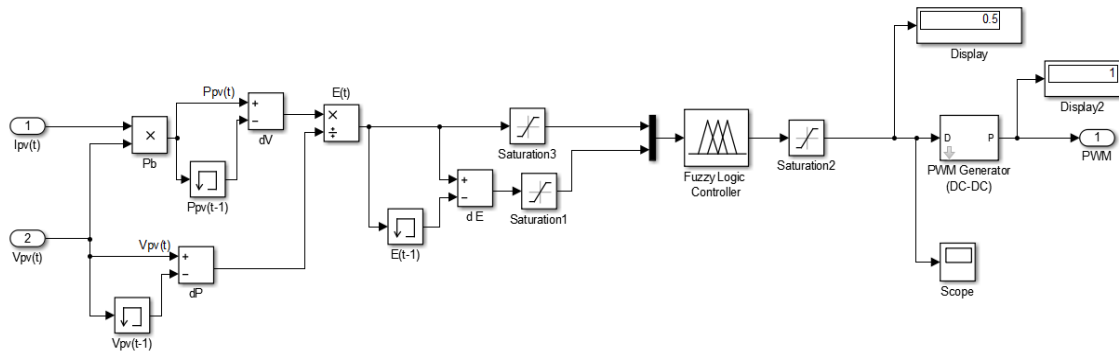 0.5
Display
1
Display2
Ppv(t)
E(t)
+
−
×
÷
1
Ipv(t)
×
Pb
dV
Saturation3
Fuzzy Logic
Controller
Saturation2
D
P
PWM Generator
(DC-DC)
1
PWM
Ppv(t-1)
+
−
d E
Saturation1
2
Vpv(t)
Vpv(t)
+
−
dP
E(t-1)
Scope
Vpv(t-1)